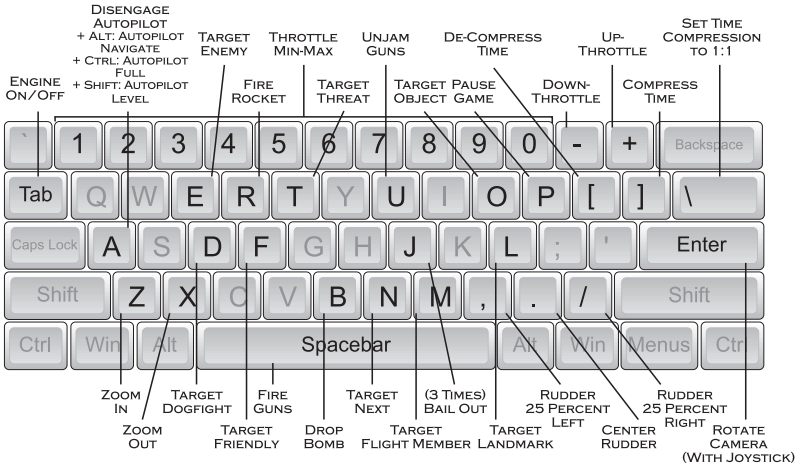 DISENGAGE
AUTOPILOT
+ ALT: AUTOPILOT
NAVIGATE
+ CTRL: AUTOPILOT
FULL
+ SHIFT: AUTOPILOT
LEVEL
ENGINE
ON/OFF
TARGET
ENEMY
FIRE
ROCKET
THROTTLE
MIN-MAX
TARGET
THREAT
UNJAM
GUNS
TARGET
OBJECT
DE-COMPRESS
TIME
PAUSE
GAME
DOWN-
THROTTLE
UP-
THROTTLE
COMPRESS
TIME
SET TIME
COMPRESSION
TO 1:1
` 1 2 3 4 5 6 7 8 9 0 - + Backspace
Tab Q W E R T Y U I O P [ ] \
Caps Lock A S D F G H J K L ; ' Enter
Shift Z X C V B N M , . / Shift
Ctrl Win Alt Spacebar Alt Win Menus Ctrl
ZOOM
IN
ZOOM
OUT
TARGET
DOGFIGHT
TARGET
FRIENDLY
FIRE
GUNS
DROP
BOMB
TARGET
NEXT
TARGET
FLIGHT MEMBER
(3 TIMES)
BAIL OUT
TARGET
LANDMARK
RUDDER
25 PERCENT
LEFT
CENTER
RUDDER
RUDDER
25 PERCENT
RIGHT
ROTATE
CAMERA
(WITH JOYSTICK)